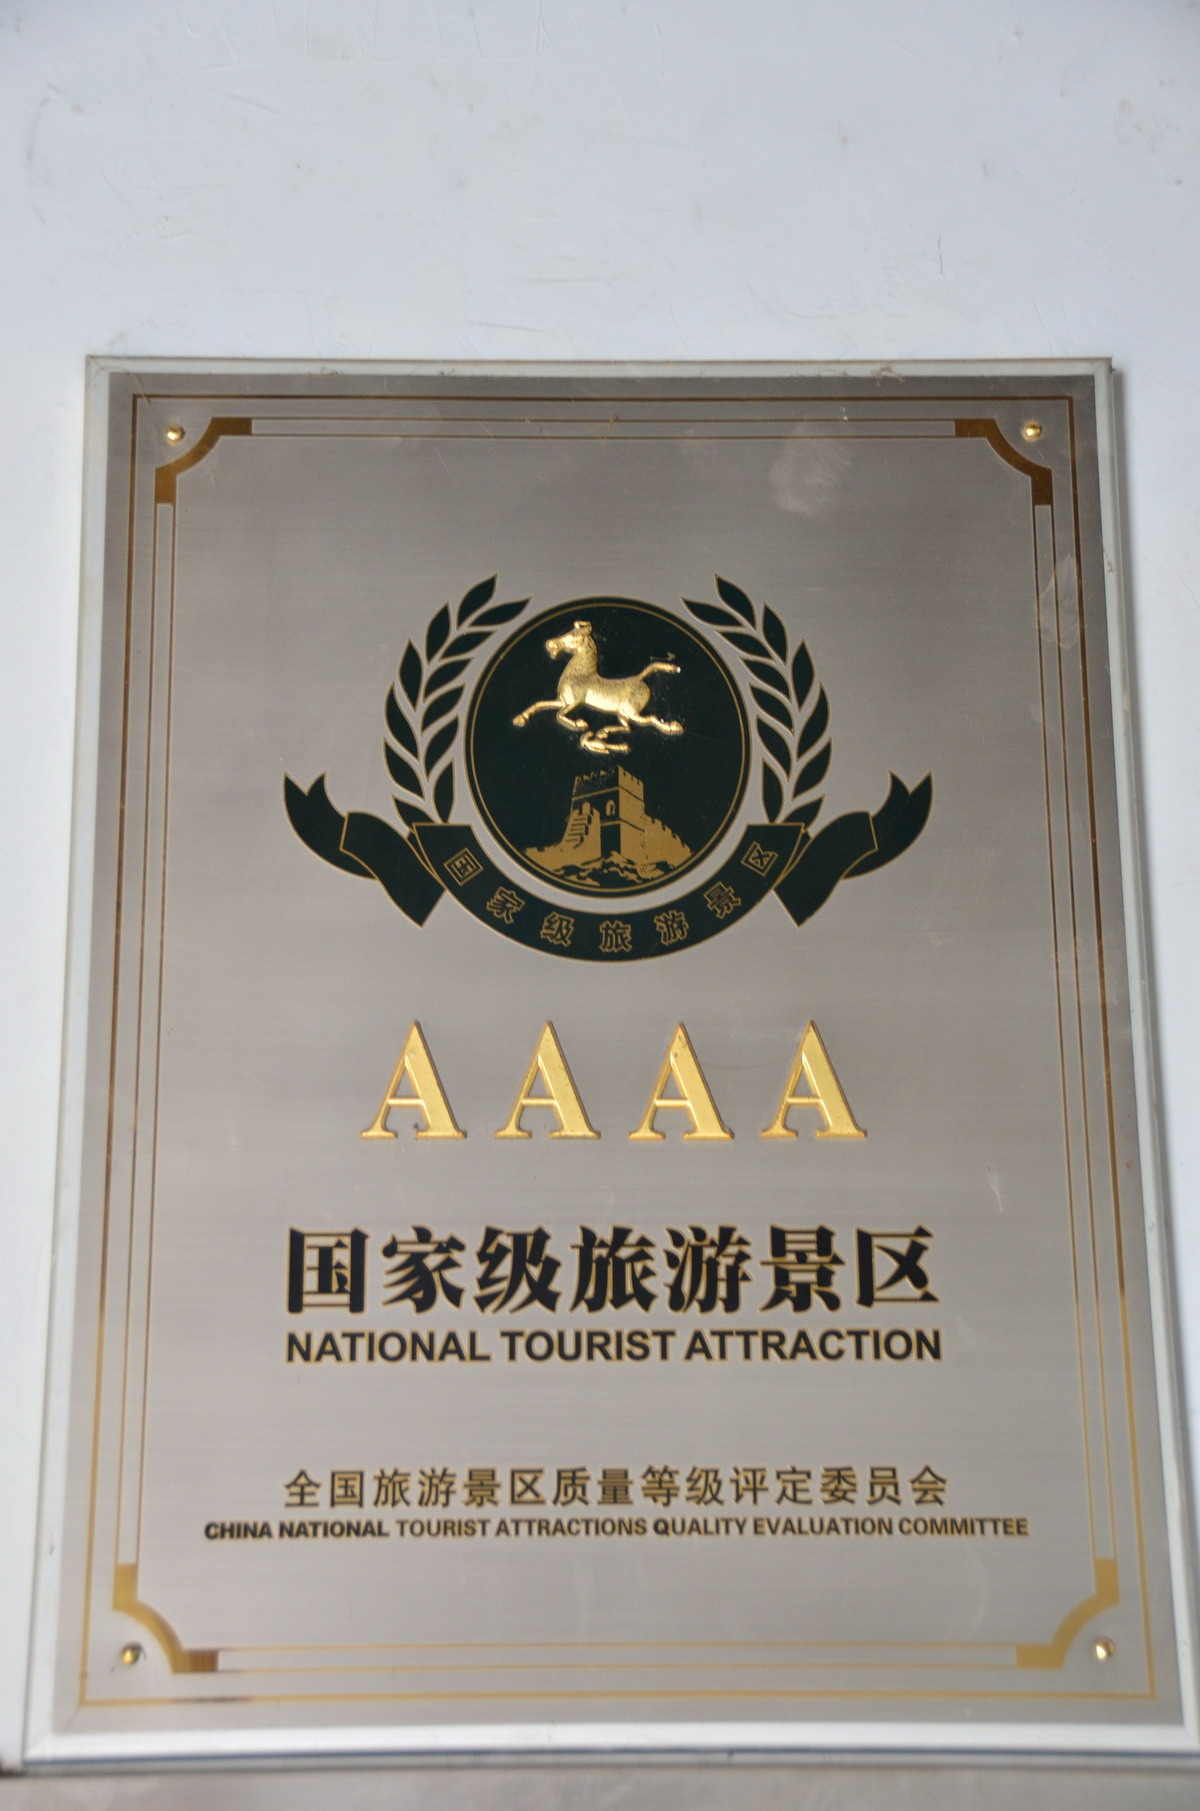 国家级旅游景区
AAAA
国家级旅游景区
NATIONAL TOURIST ATTRACTION
全国旅游景区质量等级评定委员会
CHINA NATIONAL TOURIST ATTRACTIONS QUALITY EVALUATION COMMITTEE